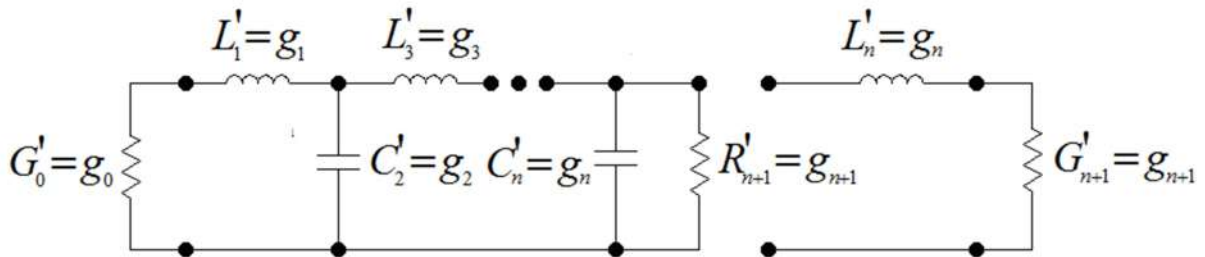 L'₁=g₁
L'₃=g₃
L'ₙ=gₙ
G'₀=g₀
C'₂=g₂
C'ₙ=gₙ
R'ₙ₊₁=gₙ₊₁
G'ₙ₊₁=gₙ₊₁